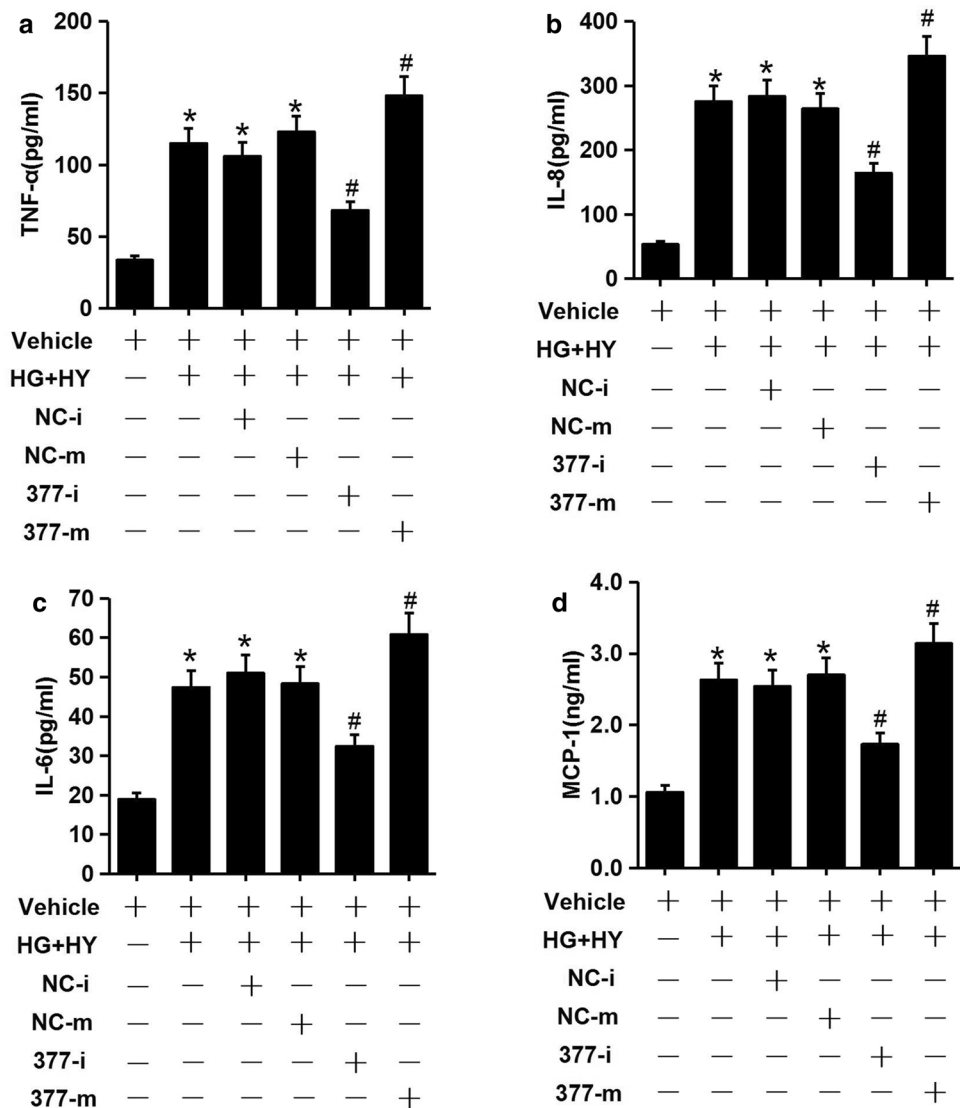 a
TNF-α(pg/ml)
200
150
100
50
0
* * * # #
Vehicle + + + + + +
HG+HY — + + + + +
NC-i — — + — — —
NC-m — — — + — —
377-i — — — — + —
377-m — — — — — +
b
IL-8(pg/ml)
400
300
200
100
0
* * * # #
Vehicle + + + + + +
HG+HY — + + + + +
NC-i — — + — — —
NC-m — — — + — —
377-i — — — — + —
377-m — — — — — +
c
IL-6(pg/ml)
70
60
50
40
30
20
10
0
* * * # #
Vehicle + + + + + +
HG+HY — + + + + +
NC-i — — + — — —
NC-m — — — + — —
377-i — — — — + —
377-m — — — — — +
d
MCP-1(ng/ml)
4.0
3.0
2.0
1.0
0.0
* * * # #
Vehicle + + + + + +
HG+HY — + + + + +
NC-i — — + — — —
NC-m — — — + — —
377-i — — — — + —
377-m — — — — — +